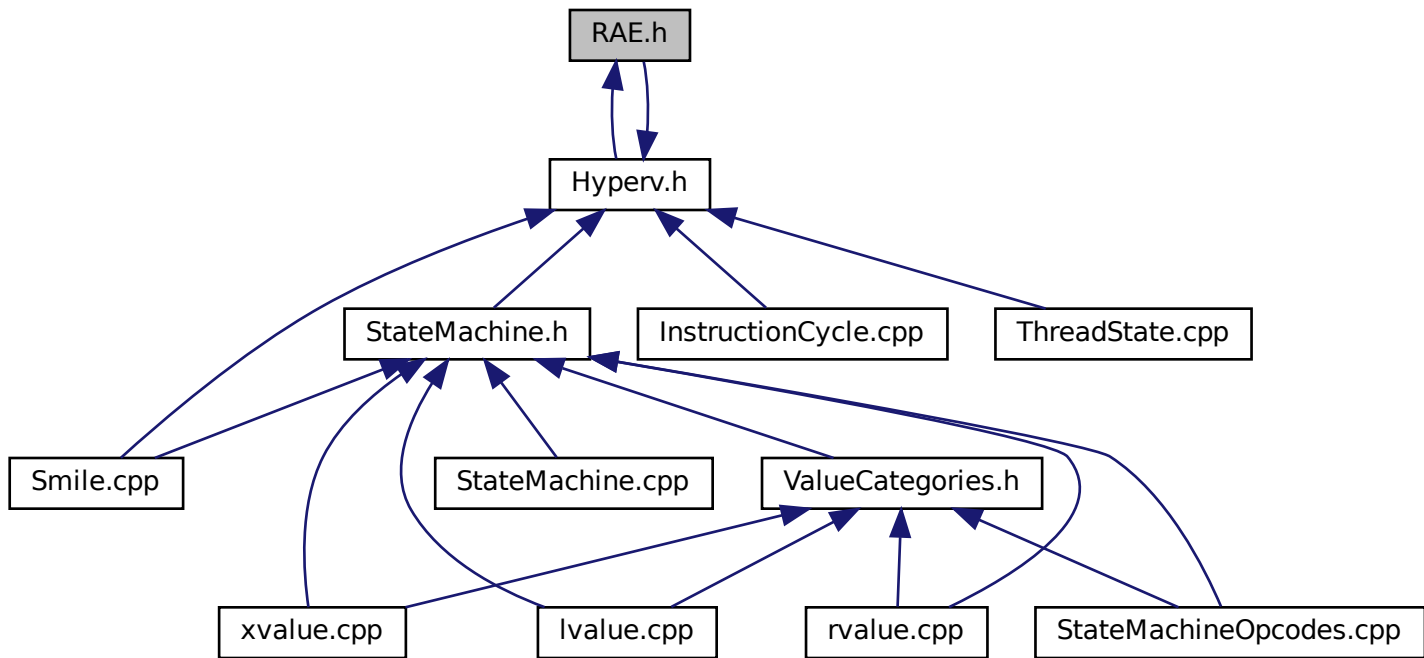 RAE.h
Hyperv.h
StateMachine.h
InstructionCycle.cpp
ThreadState.cpp
Smile.cpp
StateMachine.cpp
ValueCategories.h
xvalue.cpp
lvalue.cpp
rvalue.cpp
StateMachineOpcodes.cpp